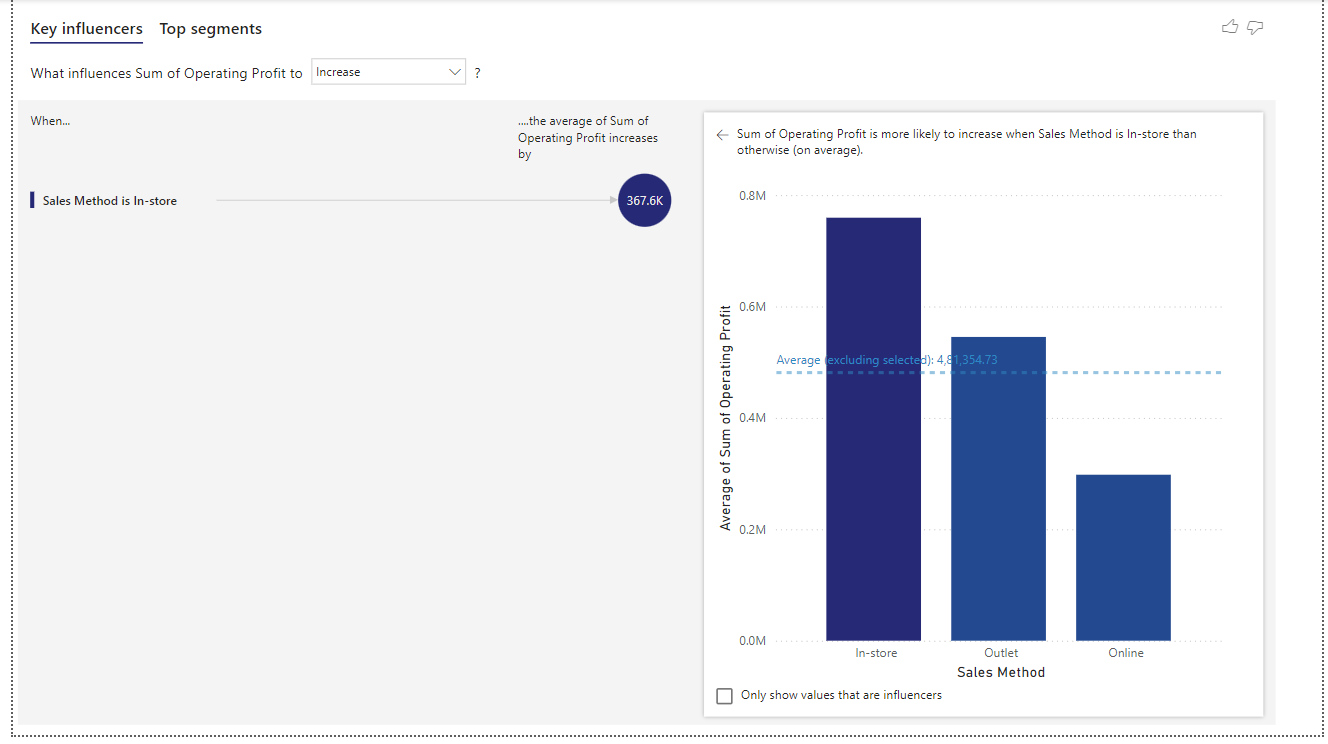 Key influencers Top segments
What influences Sum of Operating Profit to Increase ?
When...
....the average of Sum of
Operating Profit increases
by
Sales Method is In-store 367.6K
Sum of Operating Profit is more likely to increase when Sales Method is In-store than
otherwise (on average).
Average of Sum of Operating Profit
0.8M
0.6M
Average (excluding selected): 4,81,354.73
0.4M
0.2M
0.0M
In-store Outlet Online
Sales Method
Only show values that are influencers